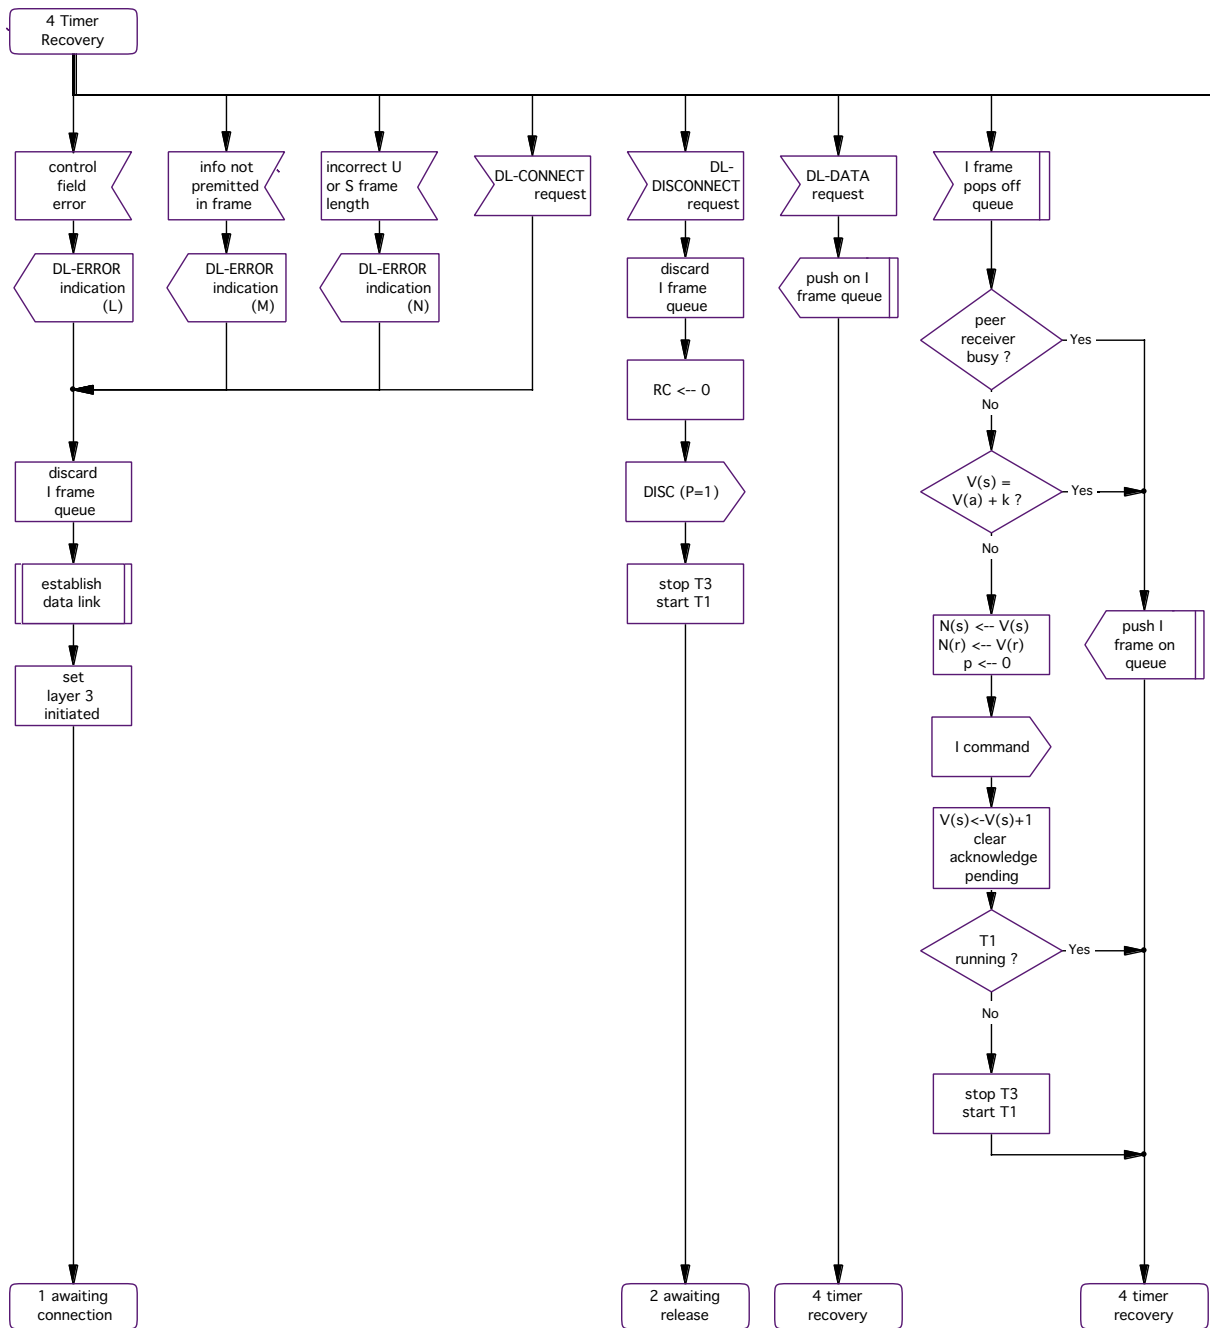 4 Timer
Recovery
control
field
error
info not
premitted
in frame
incorrect U
or S frame
length
DL-CONNECT
request
DL-
DISCONNECT
request
DL-DATA
request
I frame
pops off
queue
DL-ERROR
indication
(L)
DL-ERROR
indication
(M)
DL-ERROR
indication
(N)
discard
I frame
queue
push on I
frame queue
peer
receiver
busy ?
Yes
No
RC <-- 0
discard
I frame
queue
DISC (P=1)
V(s) =
V(a) + k ?
Yes
No
establish
data link
stop T3
start T1
N(s) <-- V(s)
N(r) <-- V(r)
p <-- 0
push I
frame on
queue
set
layer 3
initiated
I command
V(s)<-V(s)+1
clear
acknowledge
pending
T1
running ?
Yes
No
stop T3
start T1
1 awaiting
connection
2 awaiting
release
4 timer
recovery
4 timer
recovery